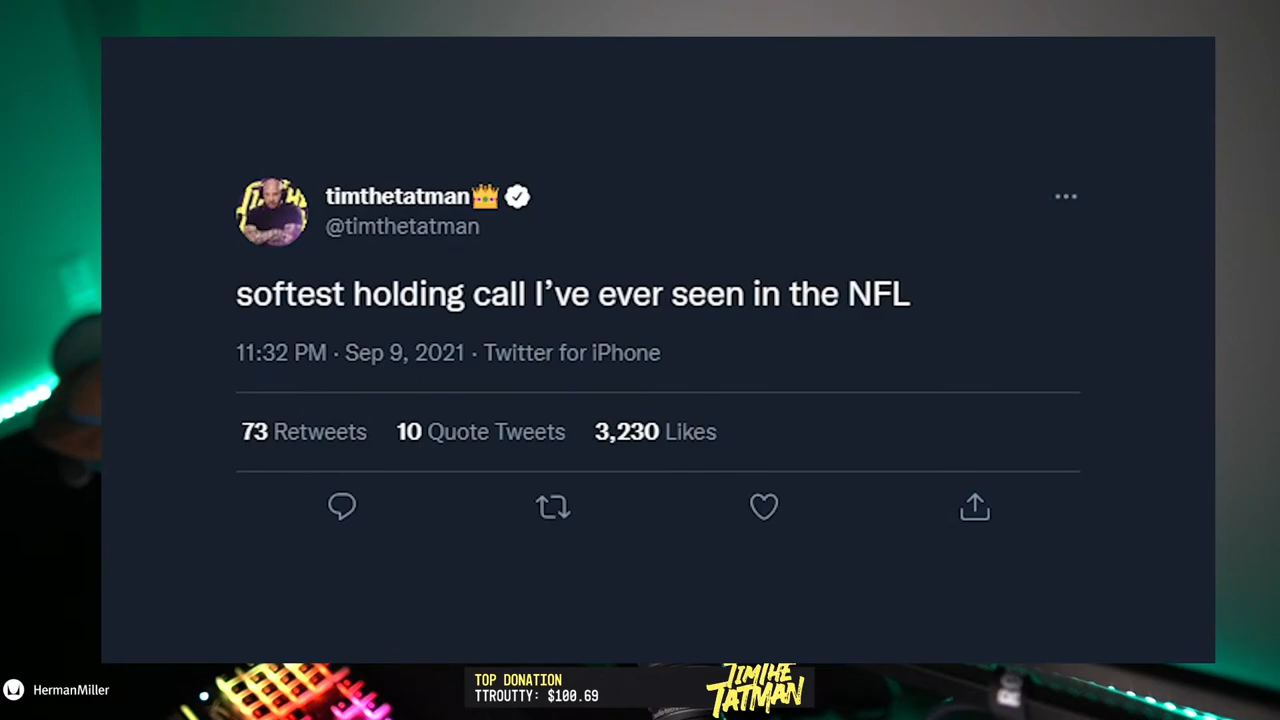 timthetatman👑
@timthetatman
softest holding call I’ve ever seen in the NFL
11:32 PM · Sep 9, 2021 · Twitter for iPhone
73 Retweets 10 Quote Tweets 3,230 Likes
HermanMiller
TOP DONATION
TTROUTTY: $100.69
TIMTHE
TATMAN